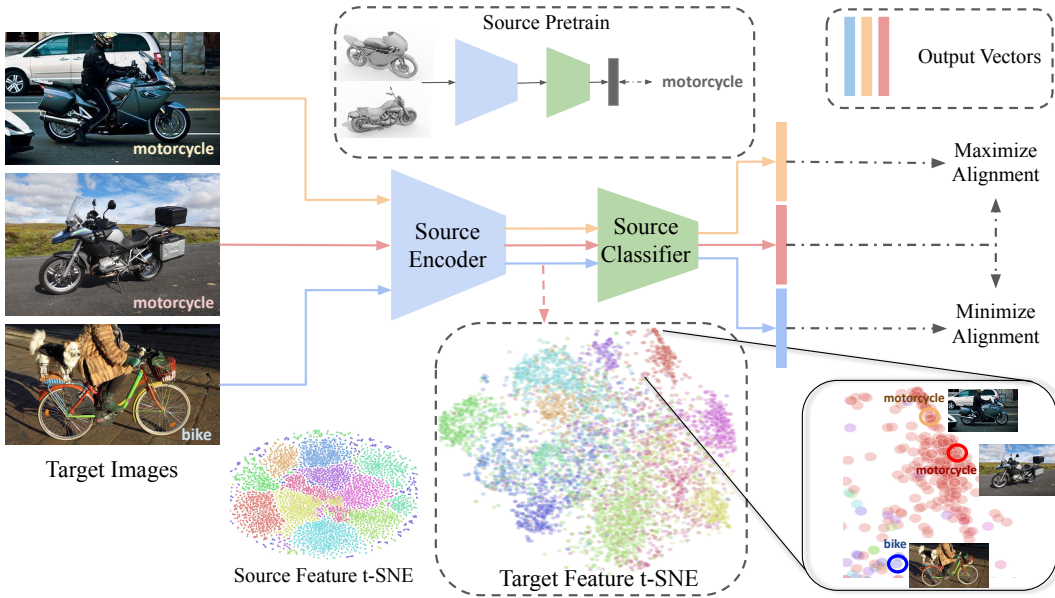 Source Pretrain
motorcycle
Output Vectors
motorcycle
motorcycle
bike
Target Images
Source
Encoder
Source
Classifier
Maximize
Alignment
Minimize
Alignment
Source Feature t-SNE
Target Feature t-SNE
motorcycle
motorcycle
bike